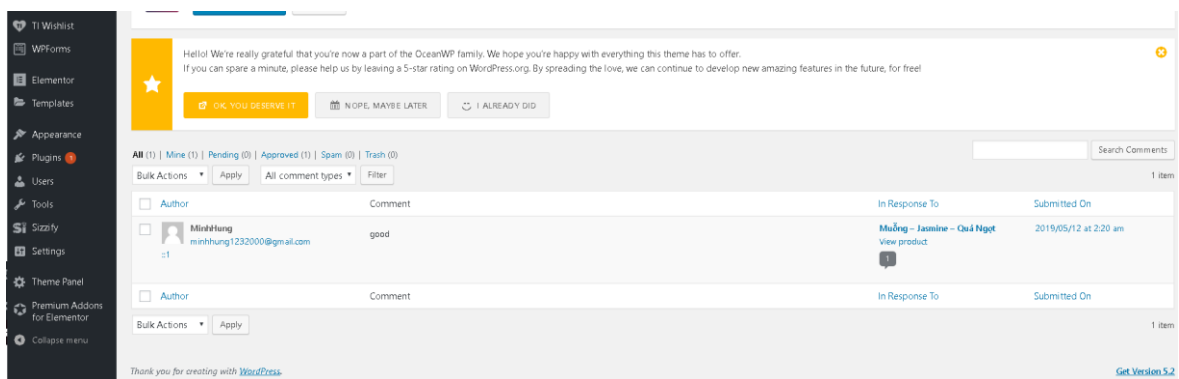 TI Wishlist
WPForms
Elementor
Templates
Appearance
Plugins 1
Users
Tools
Sizzify
Settings
Theme Panel
Premium Addons
for Elementor
Collapse menu
Hello! We're really grateful that you're now a part of the OceanWP family. We hope you're happy with everything this theme has to offer.
If you can spare a minute, please help us by leaving a 5-star rating on WordPress.org. By spreading the love, we can continue to develop new amazing features in the future, for free!
OK, YOU DESERVE IT NOPE, MAYBE LATER I ALREADY DID
All (1) | Mine (1) | Pending (0) | Approved (1) | Spam (0) | Trash (0)
Search Comments
Bulk Actions Apply All comment types Filter
1 item
Author Comment In Response To Submitted On
MinhHung
minhhung1232000@gmail.com
::1
good
Muỗng – Jasmine – Quả Ngọt
View product
1
2019/05/12 at 2:20 am
Author Comment In Response To Submitted On
Bulk Actions Apply
1 item
Thank you for creating with WordPress.
Get Version 5.2